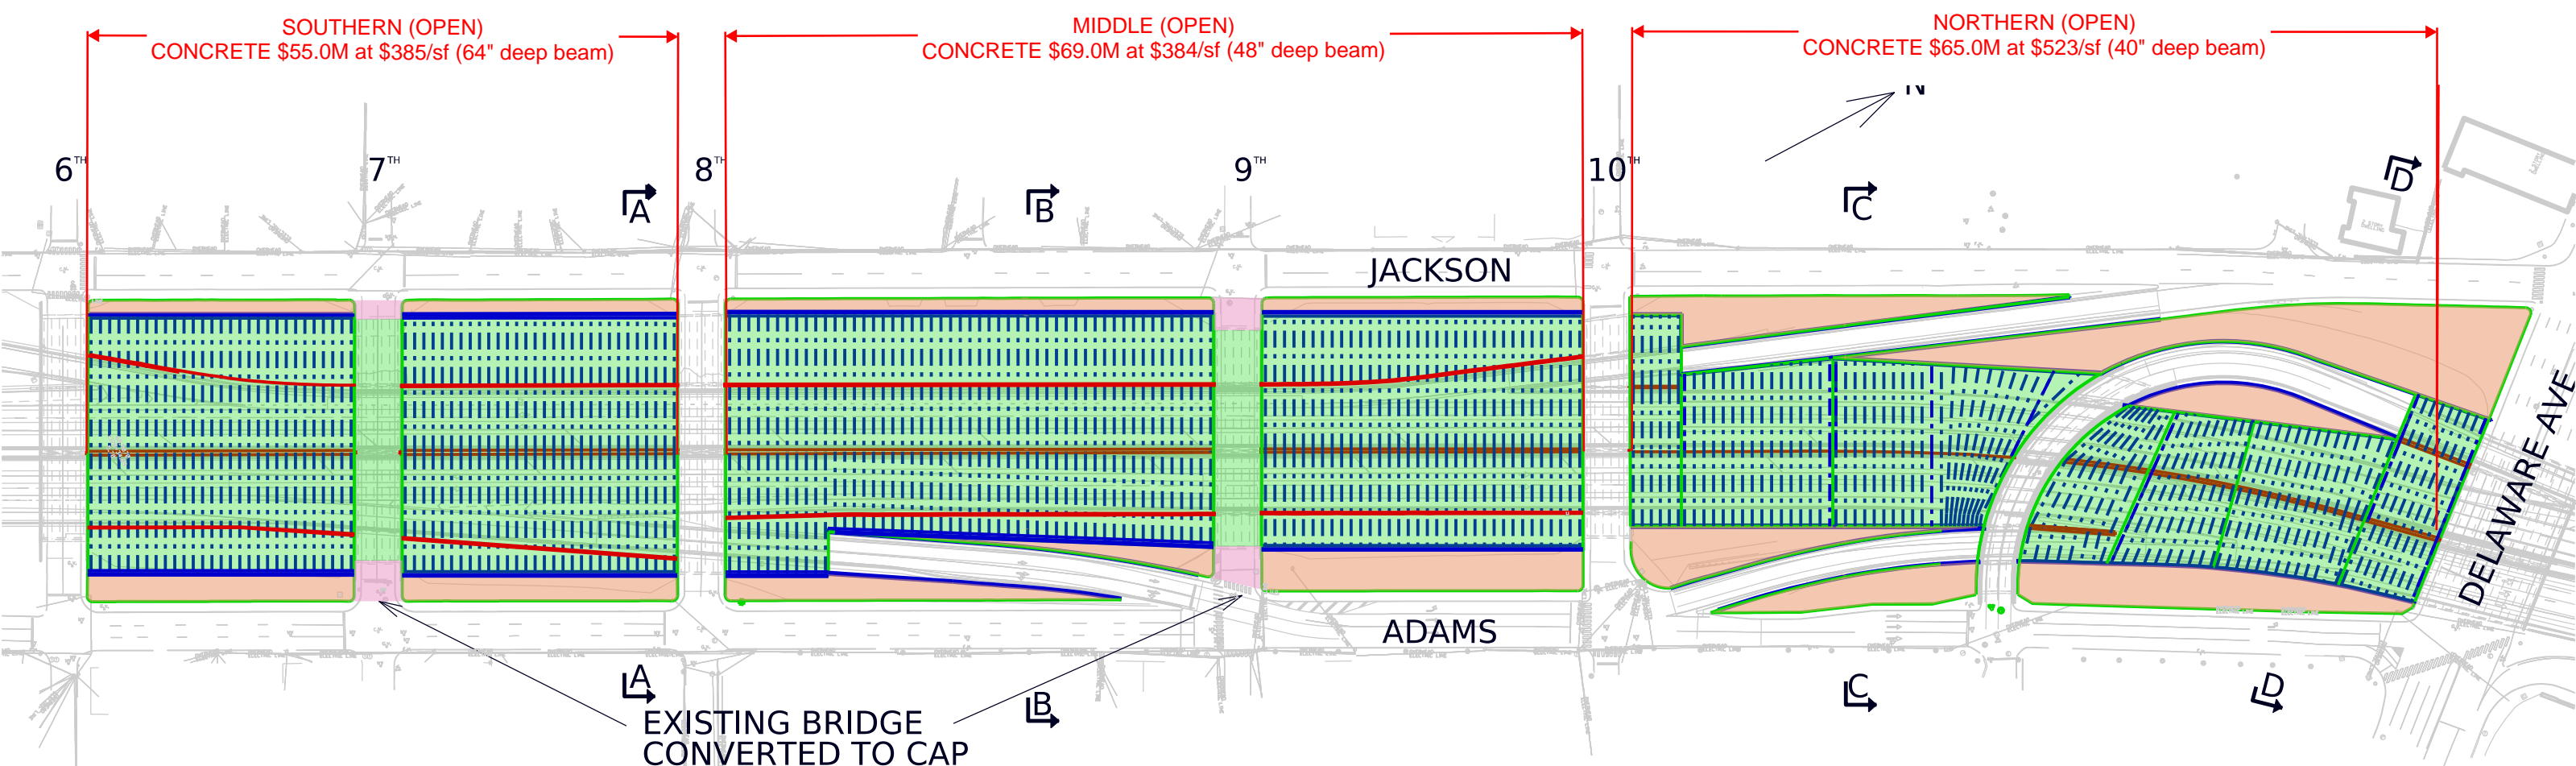 SOUTHERN (OPEN)
CONCRETE $55.0M at $385/sf (64" deep beam)
MIDDLE (OPEN)
CONCRETE $69.0M at $384/sf (48" deep beam)
NORTHERN (OPEN)
CONCRETE $65.0M at $523/sf (40" deep beam)
N
6TH
7TH
8TH
9TH
10TH
A
B
C
D
JACKSON
ADAMS
DELAWARE AVE
A
B
C
D
EXISTING BRIDGE
CONVERTED TO CAP